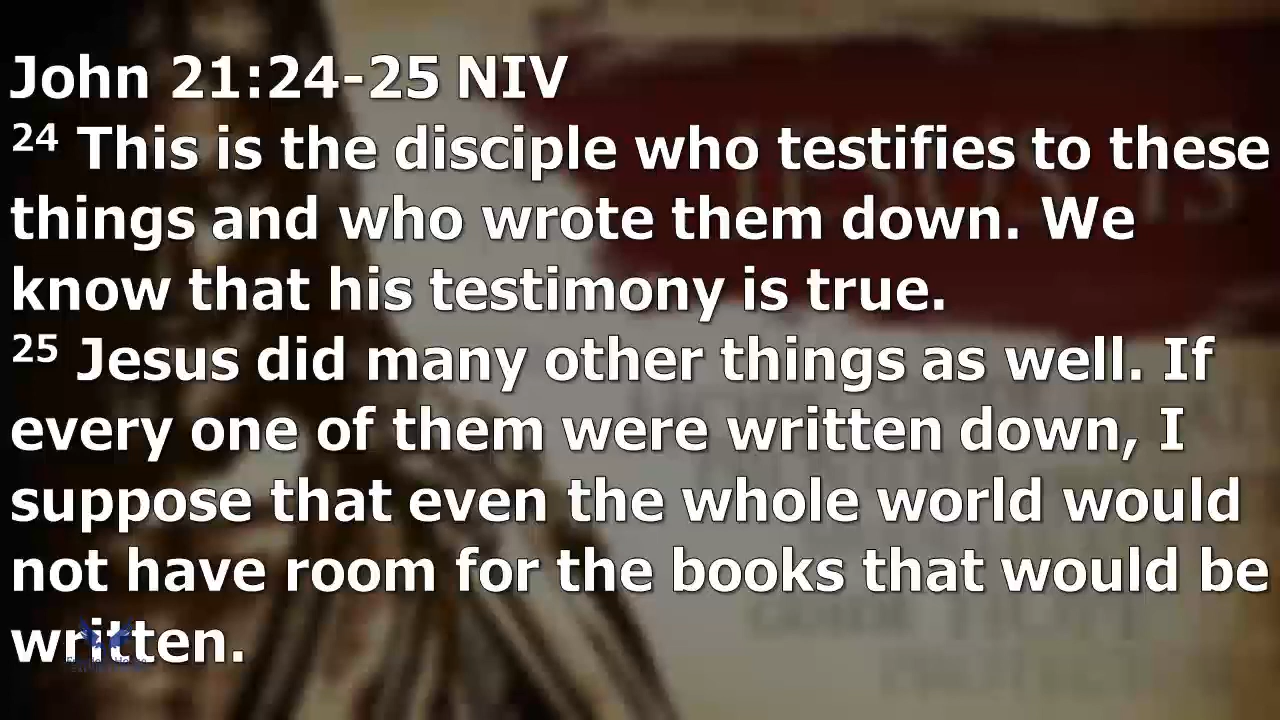 John 21:24-25 NIV
24 This is the disciple who testifies to these
things and who wrote them down. We
know that his testimony is true.
25 Jesus did many other things as well. If
every one of them were written down, I
suppose that even the whole world would
not have room for the books that would be
written.
JESUS IS